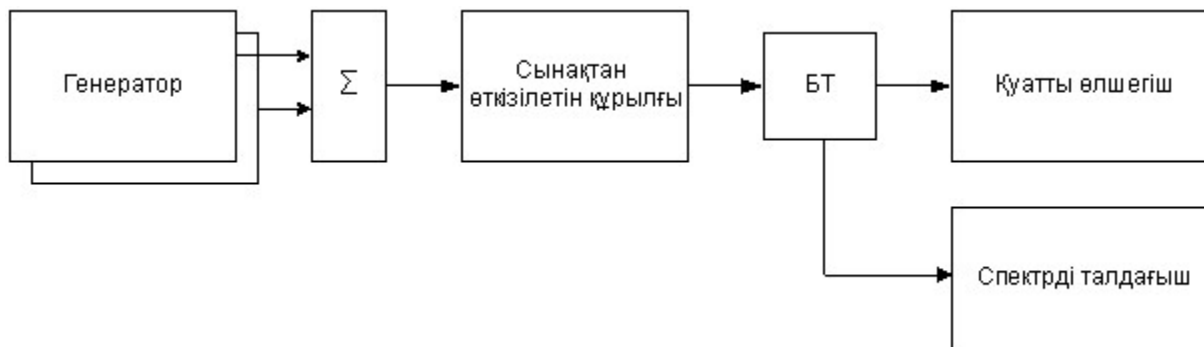 Генератор
Σ
Сынақтан
өткізілетін құрылғы
БТ
Қуатты өлшегіш
Спектрді талдағыш